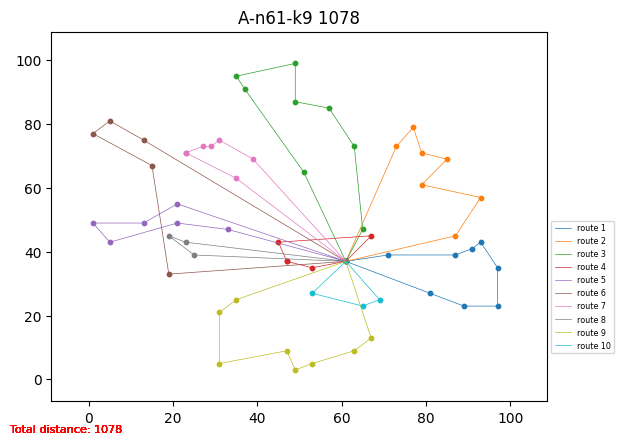 A-n61-k9 1078
100
80
60
40
20
0
0 20 40 60 80 100
route 1
route 2
route 3
route 4
route 5
route 6
route 7
route 8
route 9
route 10
Total distance: 1078